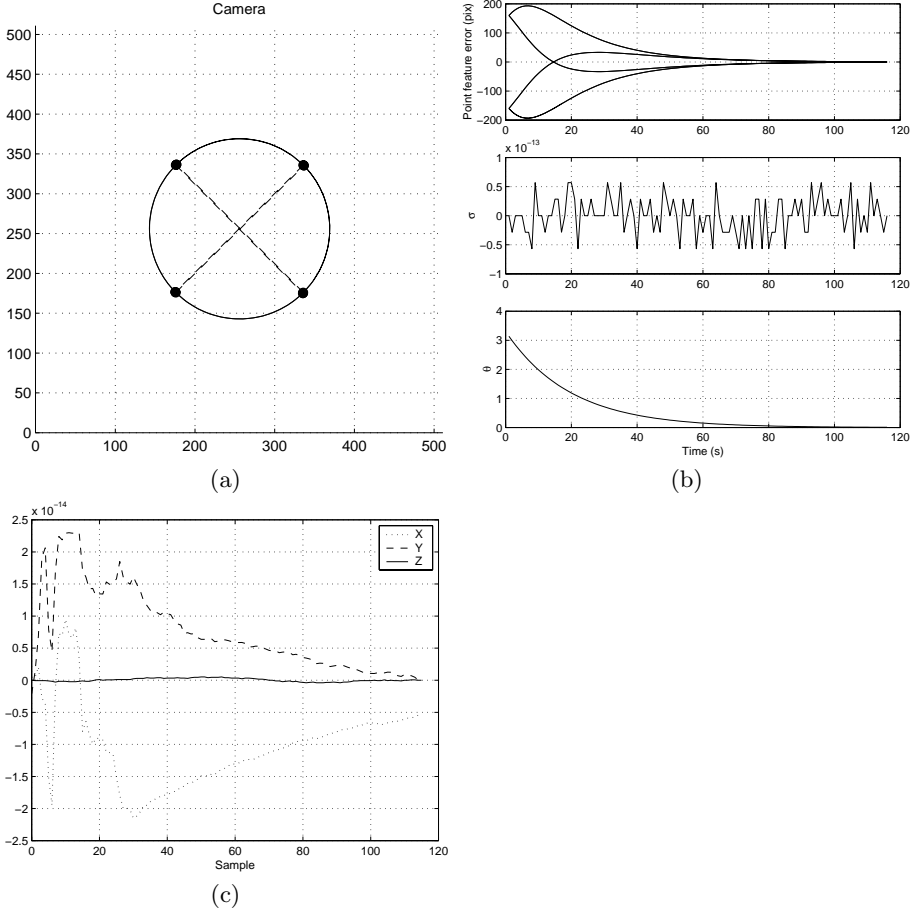 Camera
500
450
400
350
300
250
200
150
100
50
0
0 100 200 300 400 500
(a)
Point feature error (pix)
200
100
0
−100
−200
0 20 40 60 80 100 120
x 10⁻¹³
σ
1
0.5
0
−0.5
−1
0 20 40 60 80 100 120
θ
4
3
2
1
0
0 20 40 60 80 100 120
Time (s)
(b)
x 10⁻¹⁴
2.5
2
1.5
1
0.5
0
−0.5
−1
−1.5
−2
−2.5
X
Y
Z
0 20 40 60 80 100 120
Sample
(c)